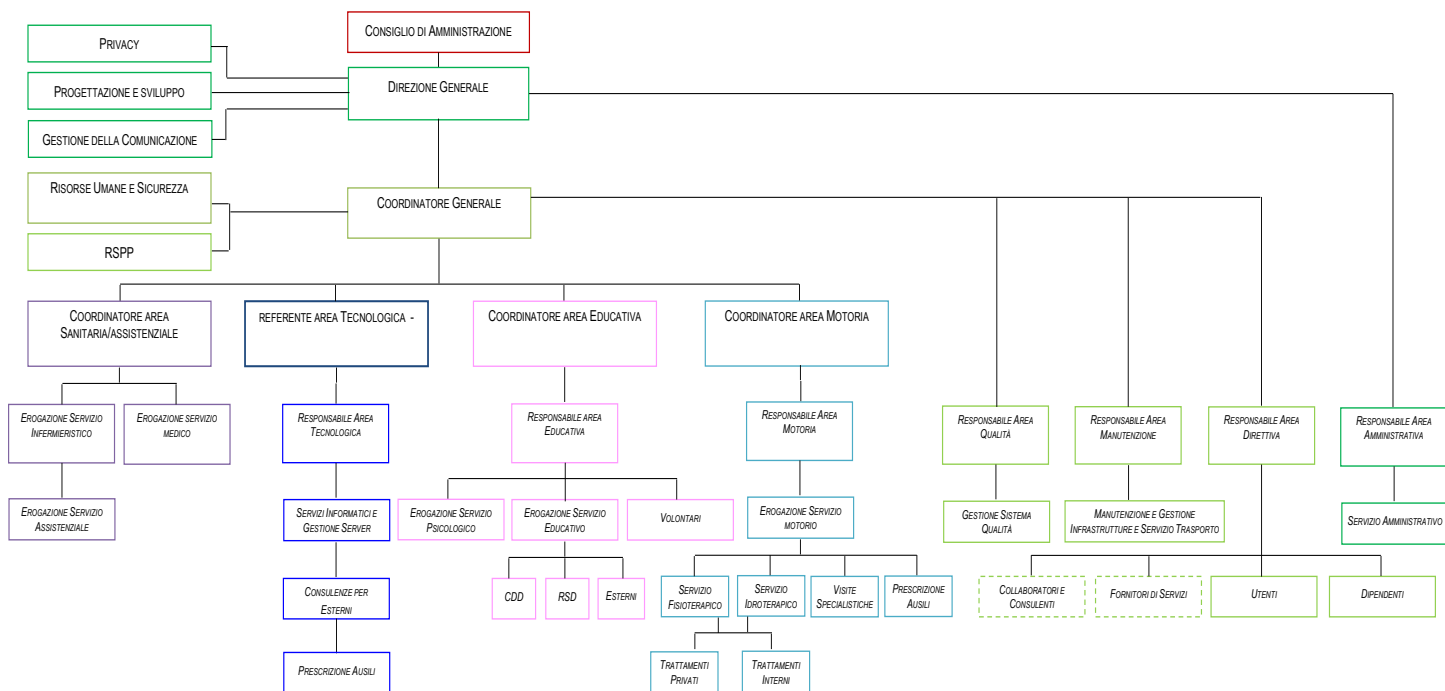 CONSIGLIO DI AMMINISTRAZIONE
PRIVACY
DIREZIONE GENERALE
PROGETTAZIONE E SVILUPPO
GESTIONE DELLA COMUNICAZIONE
RISORSE UMANE E SICUREZZA
COORDINATORE GENERALE
RSPP
COORDINATORE AREA
SANITARIA/ASSISTENZIALE
REFERENTE AREA TECNOLOGICA -
COORDINATORE AREA EDUCATIVA
COORDINATORE AREA MOTORIA
EROGAZIONE SERVIZIO
INFERMIERISTICO
EROGAZIONE SERVIZIO
MEDICO
RESPONSABILE AREA
TECNOLOGICA
RESPONSABILE AREA
EDUCATIVA
RESPONSABILE AREA
MOTORIA
RESPONSABILE AREA
QUALITÀ
RESPONSABILE AREA
MANUTENZIONE
RESPONSABILE AREA
DIRETTIVA
RESPONSABILE AREA
AMMINISTRATIVA
EROGAZIONE SERVIZIO
ASSISTENZIALE
SERVIZI INFORMATICI E
GESTIONE SERVER
EROGAZIONE SERVIZIO
PSICOLOGICO
EROGAZIONE SERVIZIO
EDUCATIVO
VOLONTARI
EROGAZIONE SERVIZIO
MOTORIO
GESTIONE SISTEMA
QUALITÀ
MANUTENZIONE E GESTIONE
INFRASTRUTTURE E SERVIZIO TRASPORTO
SERVIZIO AMMINISTRATIVO
CONSULENZE PER
ESTERNI
CDD
RSD
ESTERNI
SERVIZIO
FISIOTERAPICO
SERVIZIO
IDROTERAPICO
VISITE
SPECIALISTICHE
PRESCRIZIONE
AUSILI
COLLABORATORI E
CONSULENTI
FORNITORI DI SERVIZI
UTENTI
DIPENDENTI
PRESCRIZIONE AUSILI
TRATTAMENTI
PRIVATI
TRATTAMENTI
INTERNI